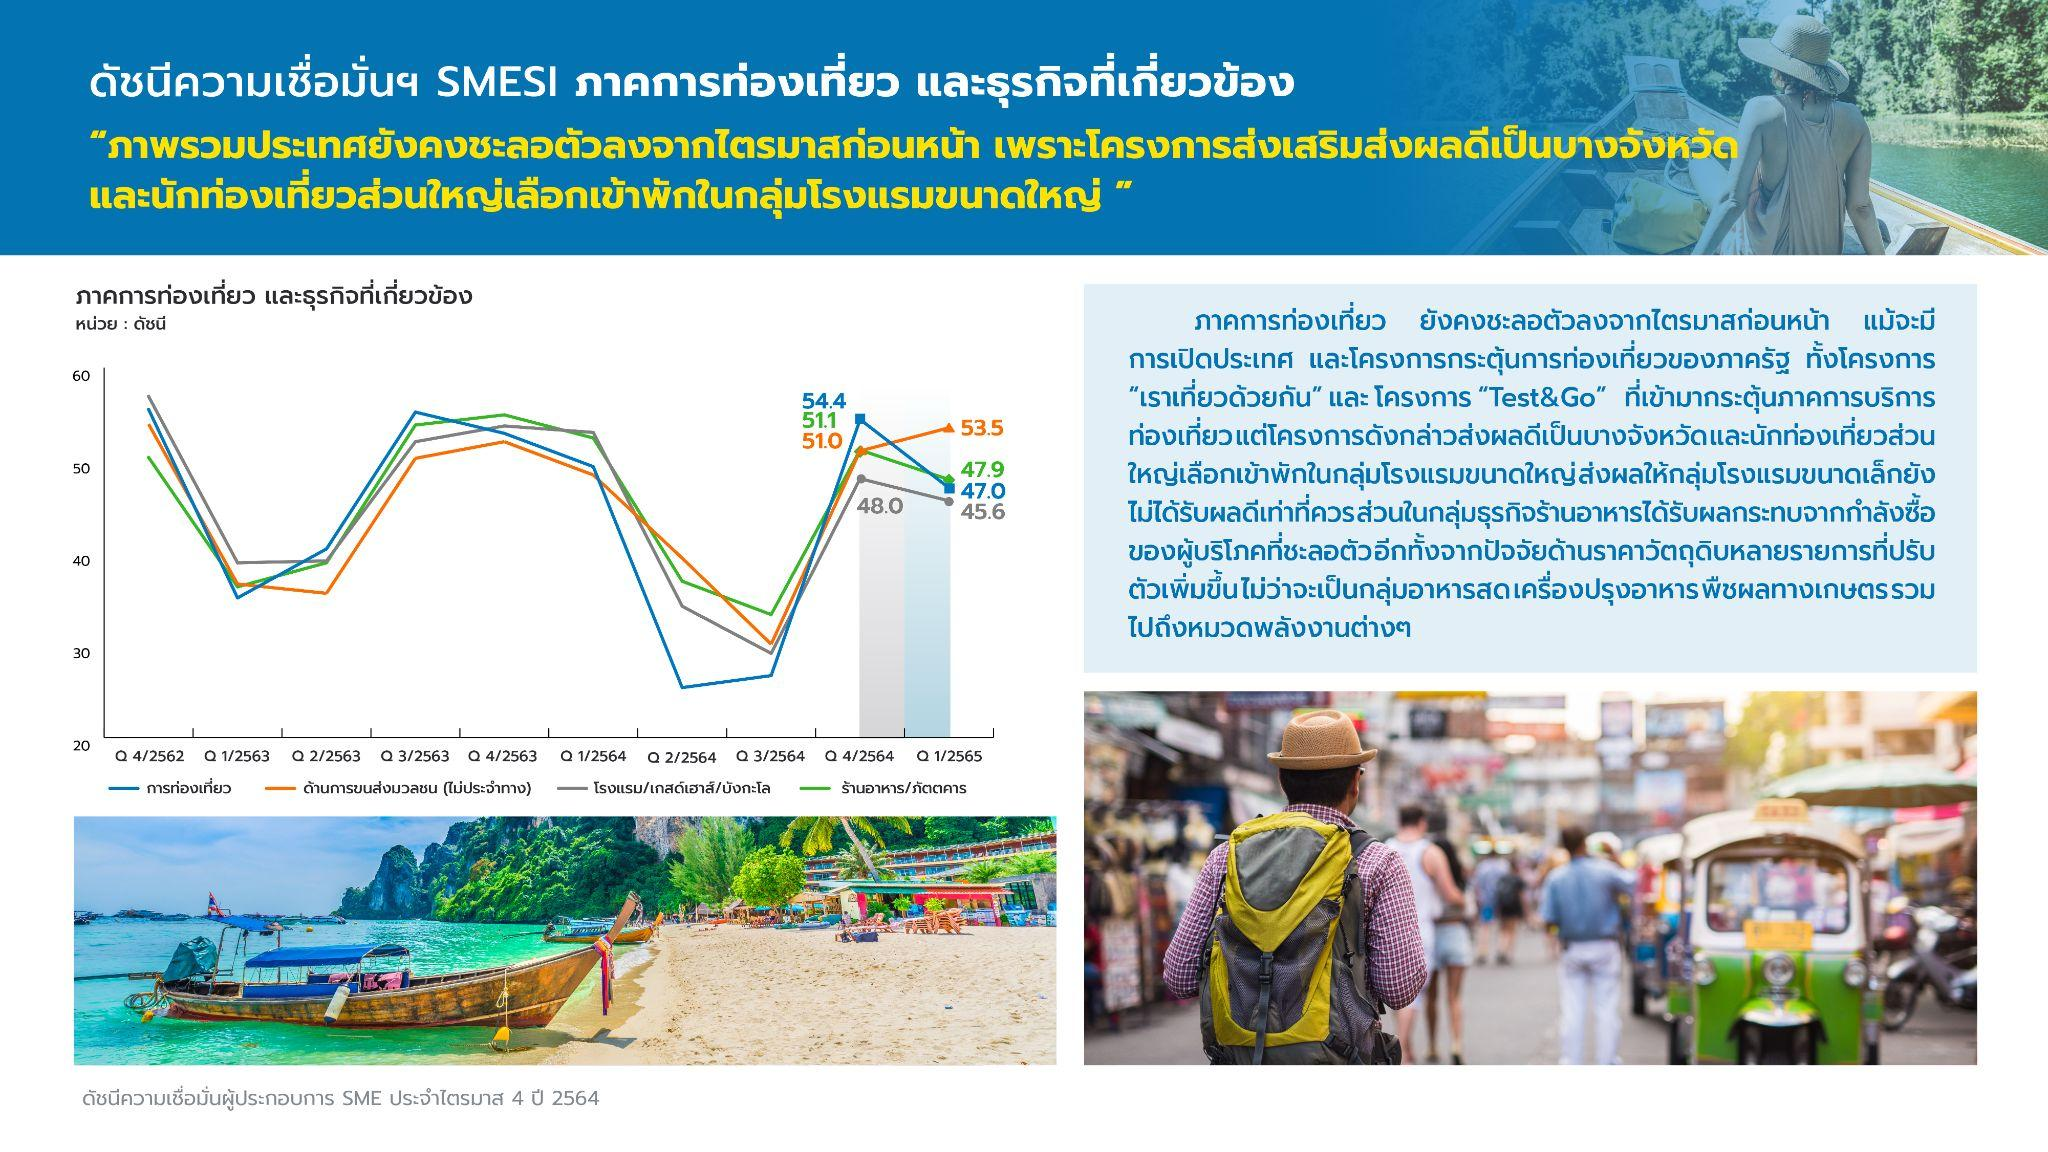 ดัชนีความเชื่อมั่นฯ SMESI ภาคการท่องเที่ยว และธุรกิจที่เกี่ยวข้อง
“ภาพรวมประเทศยังคงชะลอตัวลงจากไตรมาสก่อนหน้า เพราะโครงการส่งเสริมส่งผลดีเป็นบางจังหวัด
และนักท่องเที่ยวส่วนใหญ่เลือกเข้าพักในกลุ่มโรงแรมขนาดใหญ่ ”
ภาคการท่องเที่ยว และธุรกิจที่เกี่ยวข้อง
หน่วย : ดัชนี
60
50
40
30
20
54.4
51.1
51.0
48.0
53.5
47.9
47.0
45.6
Q 4/2562 Q 1/2563 Q 2/2563 Q 3/2563 Q 4/2563 Q 1/2564 Q 2/2564 Q 3/2564 Q 4/2564 Q 1/2565
การท่องเที่ยว ด้านการขนส่งมวลชน (ไม่ประจำทาง) โรงแรม/เกสต์เฮาส์/บังกะโล ร้านอาหาร/ภัตตคาร
ภาคการท่องเที่ยว ยังคงชะลอตัวลงจากไตรมาสก่อนหน้า แม้จะมี
การเปิดประเทศ และโครงการกระตุ้นการท่องเที่ยวของภาครัฐ ทั้งโครงการ
“เราเที่ยวด้วยกัน” และ โครงการ “Test&Go” ที่เข้ามากระตุ้นภาคการบริการ
ท่องเที่ยว แต่โครงการดังกล่าวส่งผลดีเป็นบางจังหวัด และนักท่องเที่ยวส่วน
ใหญ่เลือกเข้าพักในกลุ่มโรงแรมขนาดใหญ่ ส่งผลให้กลุ่มโรงแรมขนาดเล็กยัง
ไม่ได้รับผลดีเท่าที่ควร ส่วนในกลุ่มธุรกิจร้านอาหารได้รับผลกระทบจากกำลังซื้อ
ของผู้บริโภคที่ชะลอตัว อีกทั้งจากปัจจัยด้านราคาวัตถุดิบหลายรายการที่ปรับ
ตัวเพิ่มขึ้น ไม่ว่าจะเป็นกลุ่มอาหารสด เครื่องปรุงอาหาร พืชผลทางเกษตร รวม
ไปถึงหมวดพลังงานต่างๆ
ดัชนีความเชื่อมั่นผู้ประกอบการ SME ประจำไตรมาส 4 ปี 2564